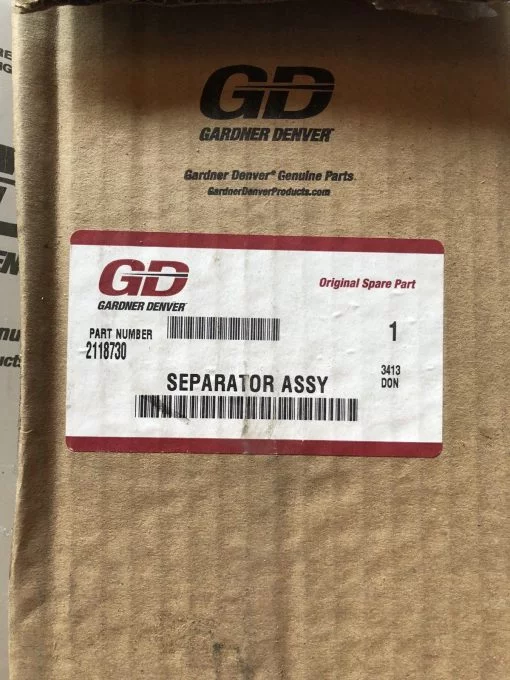 GD
GARDNER DENVER®
Gardner Denver® Genuine Parts
GardnerDenverProducts.com
GD
GARDNER DENVER®
Original Spare Part
PART NUMBER
2118730
1
3413
DON
SEPARATOR ASSY